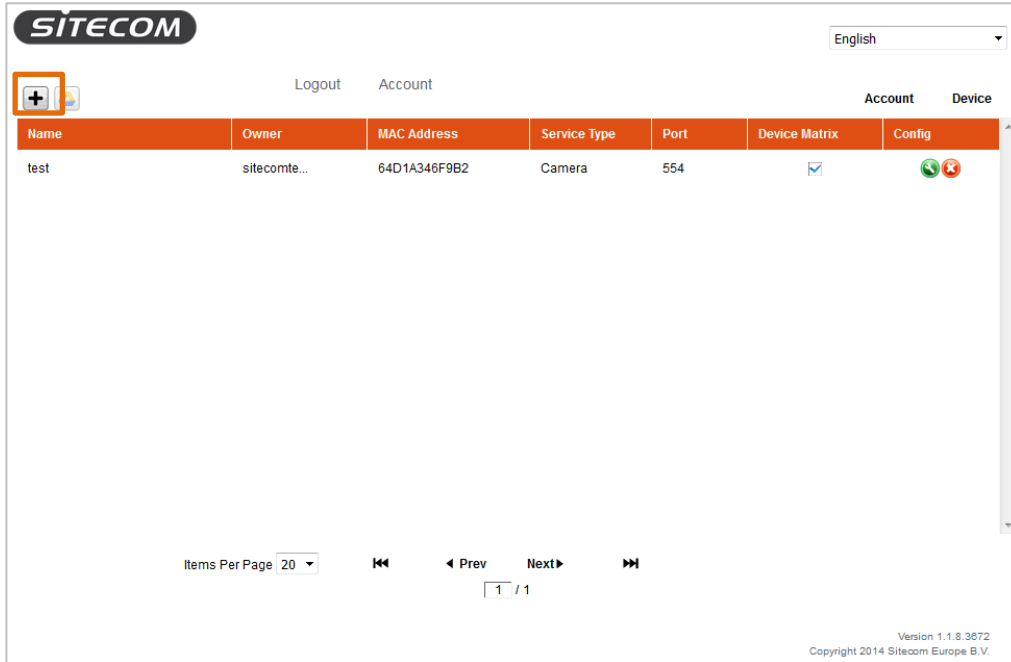 SITECOM
English
Logout Account
Account Device
Name Owner MAC Address Service Type Port Device Matrix Config
test sitecomte... 64D1A346F9B2 Camera 554
Items Per Page 20 Prev Next
1 / 1
Version 1.1.8.3672
Copyright 2014 Sitecom Europe B.V.